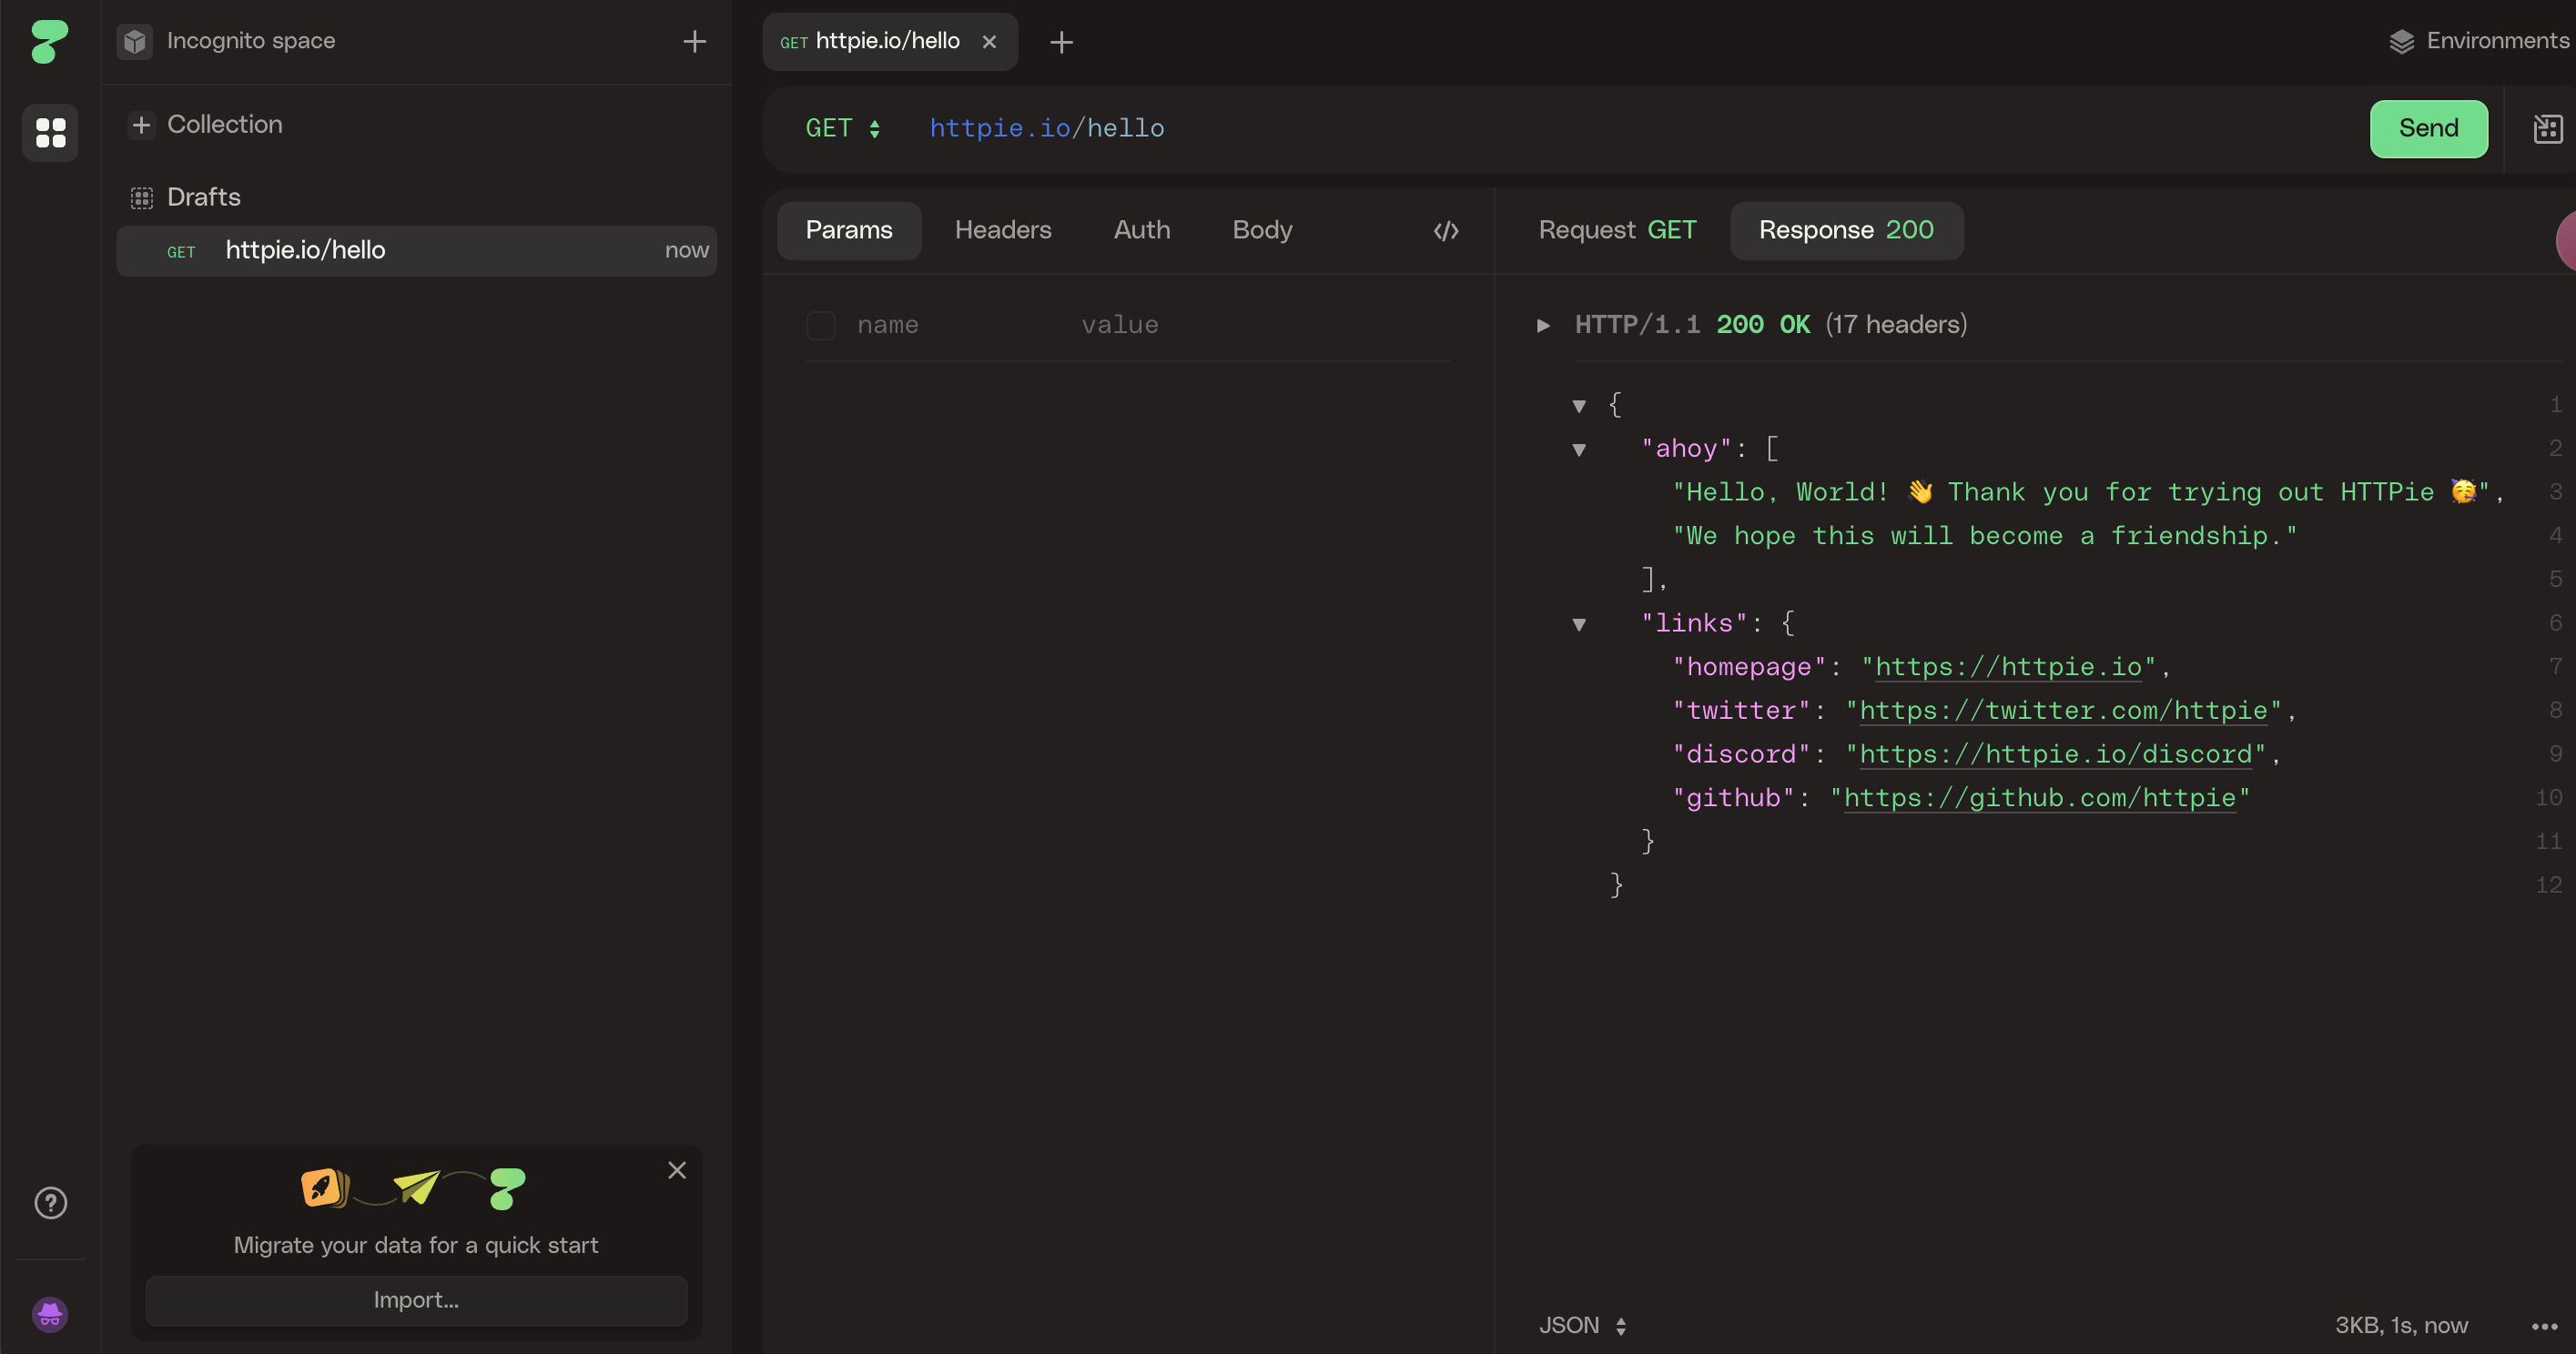 Incognito space
Collection
Drafts
GET httpie.io/hello now
Migrate your data for a quick start
Import...
GET httpie.io/hello
Environments
GET httpie.io/hello
Send
Params Headers Auth Body </>
name value
Request GET Response 200
HTTP/1.1 200 OK (17 headers)
{ 1
"ahoy": [ 2
"Hello, World! 👋 Thank you for trying out HTTPie 🥳", 3
"We hope this will become a friendship." 4
], 5
"links": { 6
"homepage": "https://httpie.io", 7
"twitter": "https://twitter.com/httpie", 8
"discord": "https://httpie.io/discord", 9
"github": "https://github.com/httpie" 10
} 11
} 12
JSON 3KB, 1s, now